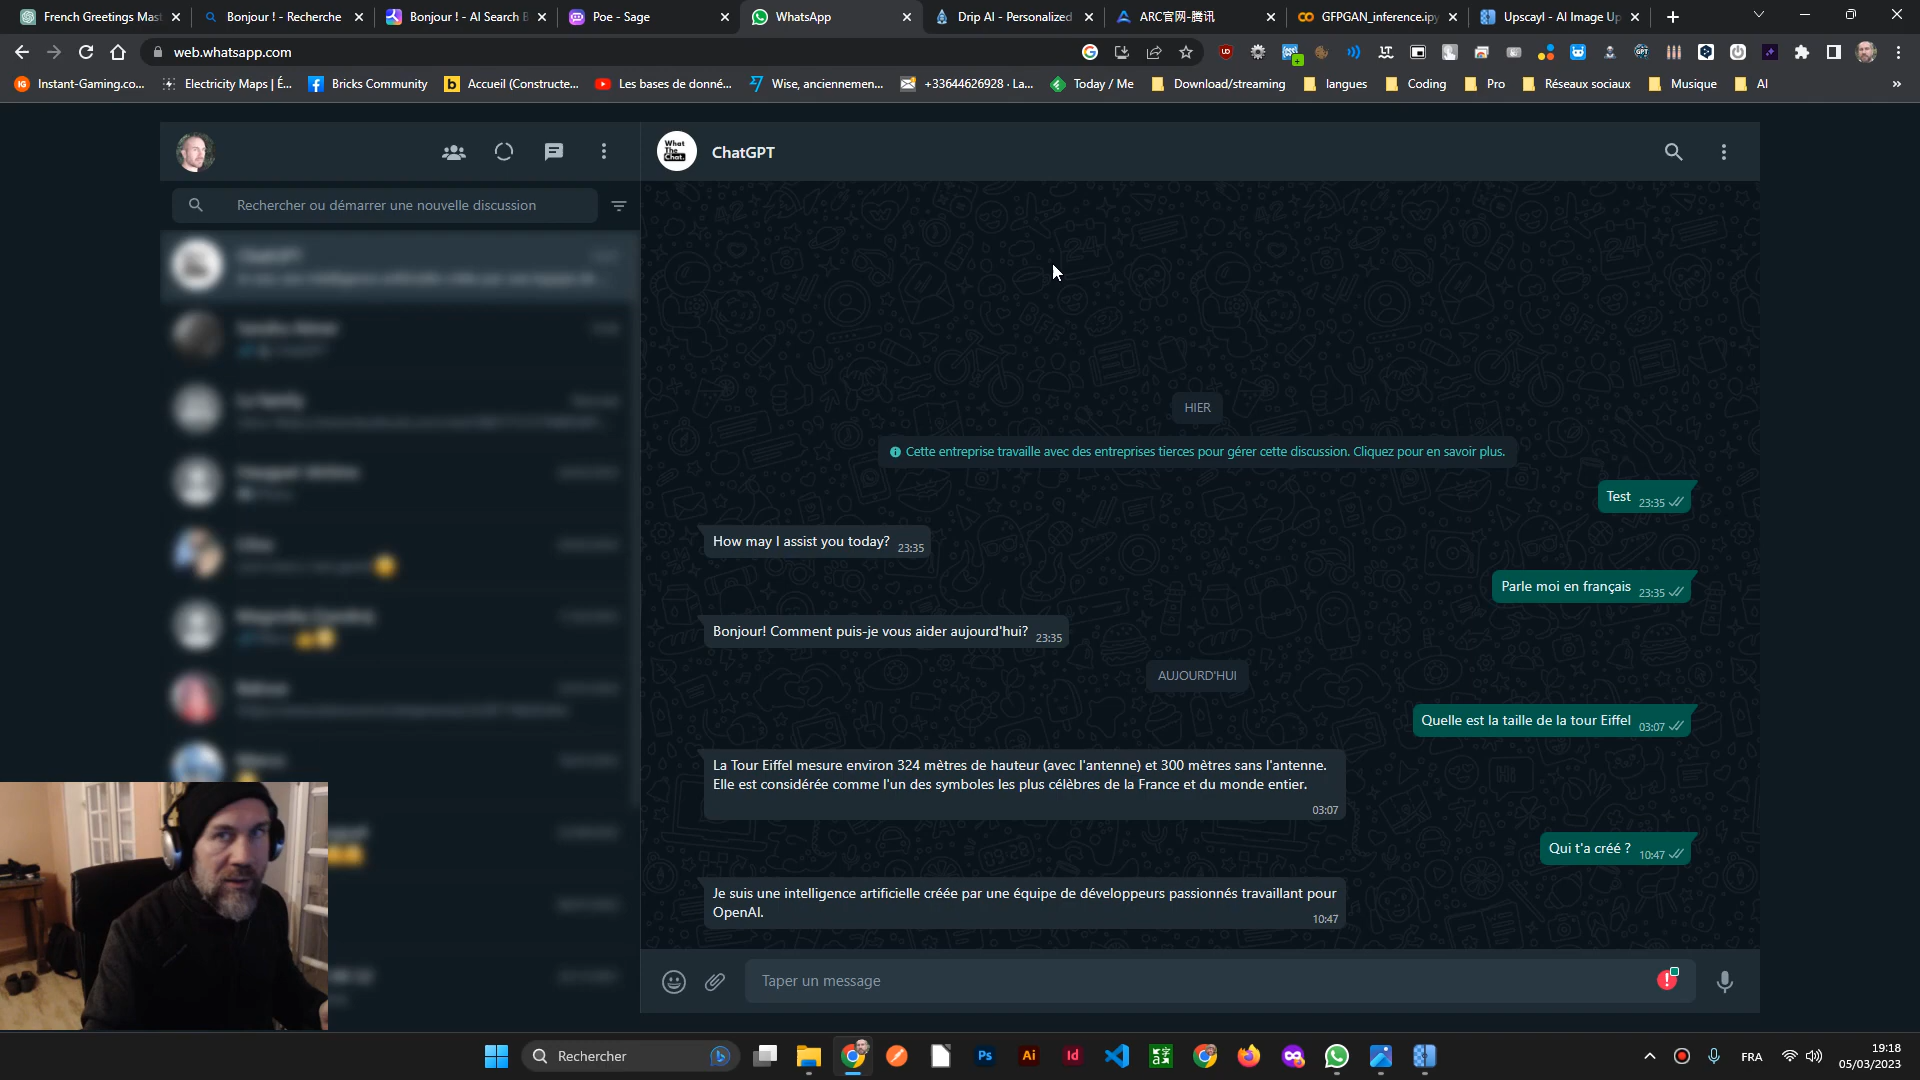 French Greetings Mast
Bonjour ! - Recherche
Bonjour ! - AI Search B
Poe - Sage
WhatsApp
Drip AI - Personalized
ARC官网-腾讯
GFPGAN_inference.ipy
Upscayl - AI Image Up
web.whatsapp.com
Instant-Gaming.co...
Electricity Maps | É...
Bricks Community
Accueil (Constructe...
Les bases de donné...
Wise, anciennemen...
+33644626928 · La...
Today / Me
Download/streaming
langues
Coding
Pro
Réseaux sociaux
Musique
AI
»
What
The
Chat.
ChatGPT
Rechercher ou démarrer une nouvelle discussion
HIER
Cette entreprise travaille avec des entreprises tierces pour gérer cette discussion. Cliquez pour en savoir plus.
Test 23:35
How may I assist you today? 23:35
Parle moi en français 23:35
Bonjour! Comment puis-je vous aider aujourd'hui? 23:35
AUJOURD'HUI
Quelle est la taille de la tour Eiffel 03:07
La Tour Eiffel mesure environ 324 mètres de hauteur (avec l'antenne) et 300 mètres sans l'antenne.
Elle est considérée comme l'un des symboles les plus célèbres de la France et du monde entier.
03:07
Qui t'a créé ? 10:47
Je suis une intelligence artificielle créée par une équipe de développeurs passionnés travaillant pour
OpenAI.
10:47
Taper un message
Rechercher
Ps
Ai
Id
FRA
19:18
05/03/2023